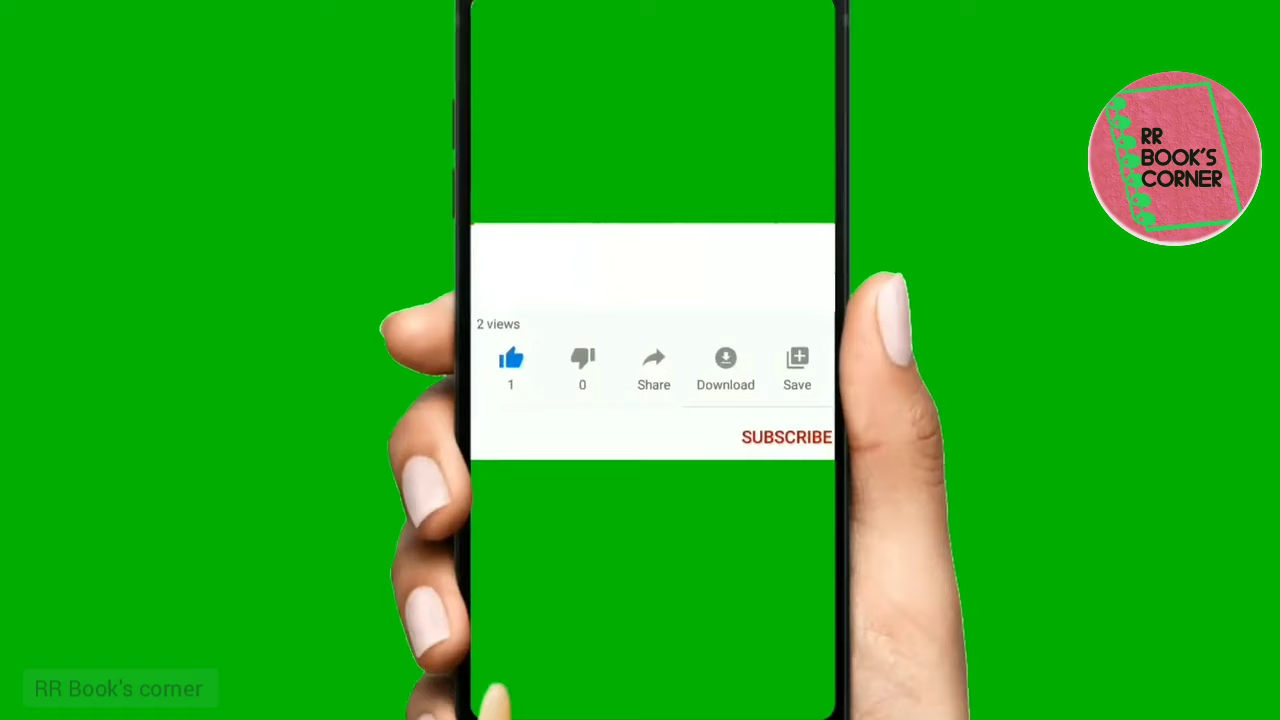 RR
BOOK'S
CORNER
2 views
1
0
Share
Download
Save
SUBSCRIBE
RR Book's corner